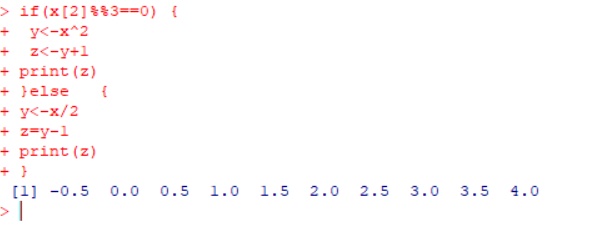 > if(x[2]%%3==0) {
+  y<-x^2
+  z<-y+1
+ print(z)
+ }else   {
+ y<-x/2
+ z=y-1
+ print(z)
+ }
 [1] -0.5  0.0  0.5  1.0  1.5  2.0  2.5  3.0  3.5  4.0
>